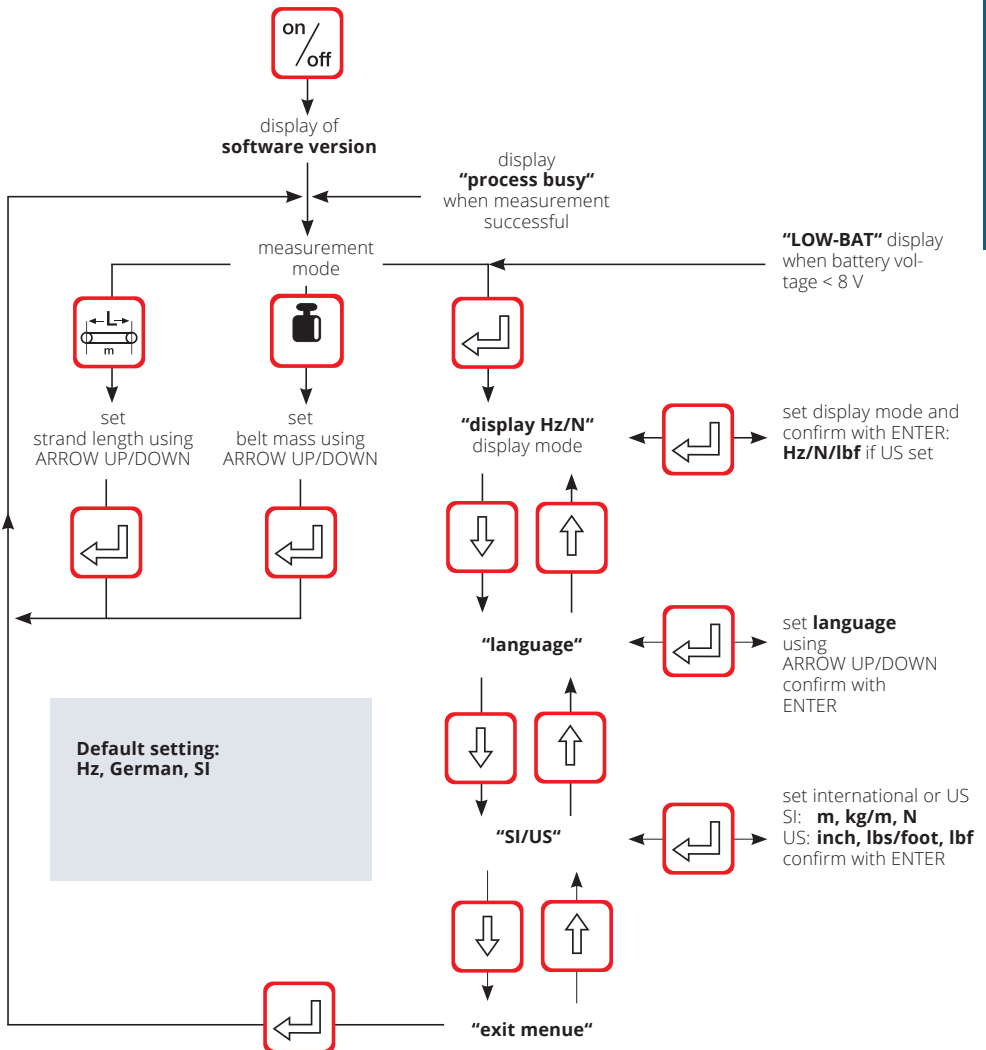 on
off
display of
software version
display
“process busy“
when measurement
successful
“LOW-BAT“ display
when battery vol-
tage < 8 V
measurement
mode
L
m
set
strand length using
ARROW UP/DOWN
set
belt mass using
ARROW UP/DOWN
“display Hz/N“
display mode
set display mode and
confirm with ENTER:
Hz/N/lbf if US set
“language“
set language
using
ARROW UP/DOWN
confirm with
ENTER
Default setting:
Hz, German, SI
“SI/US“
set international or US
SI: m, kg/m, N
US: inch, lbs/foot, lbf
confirm with ENTER
“exit menue“